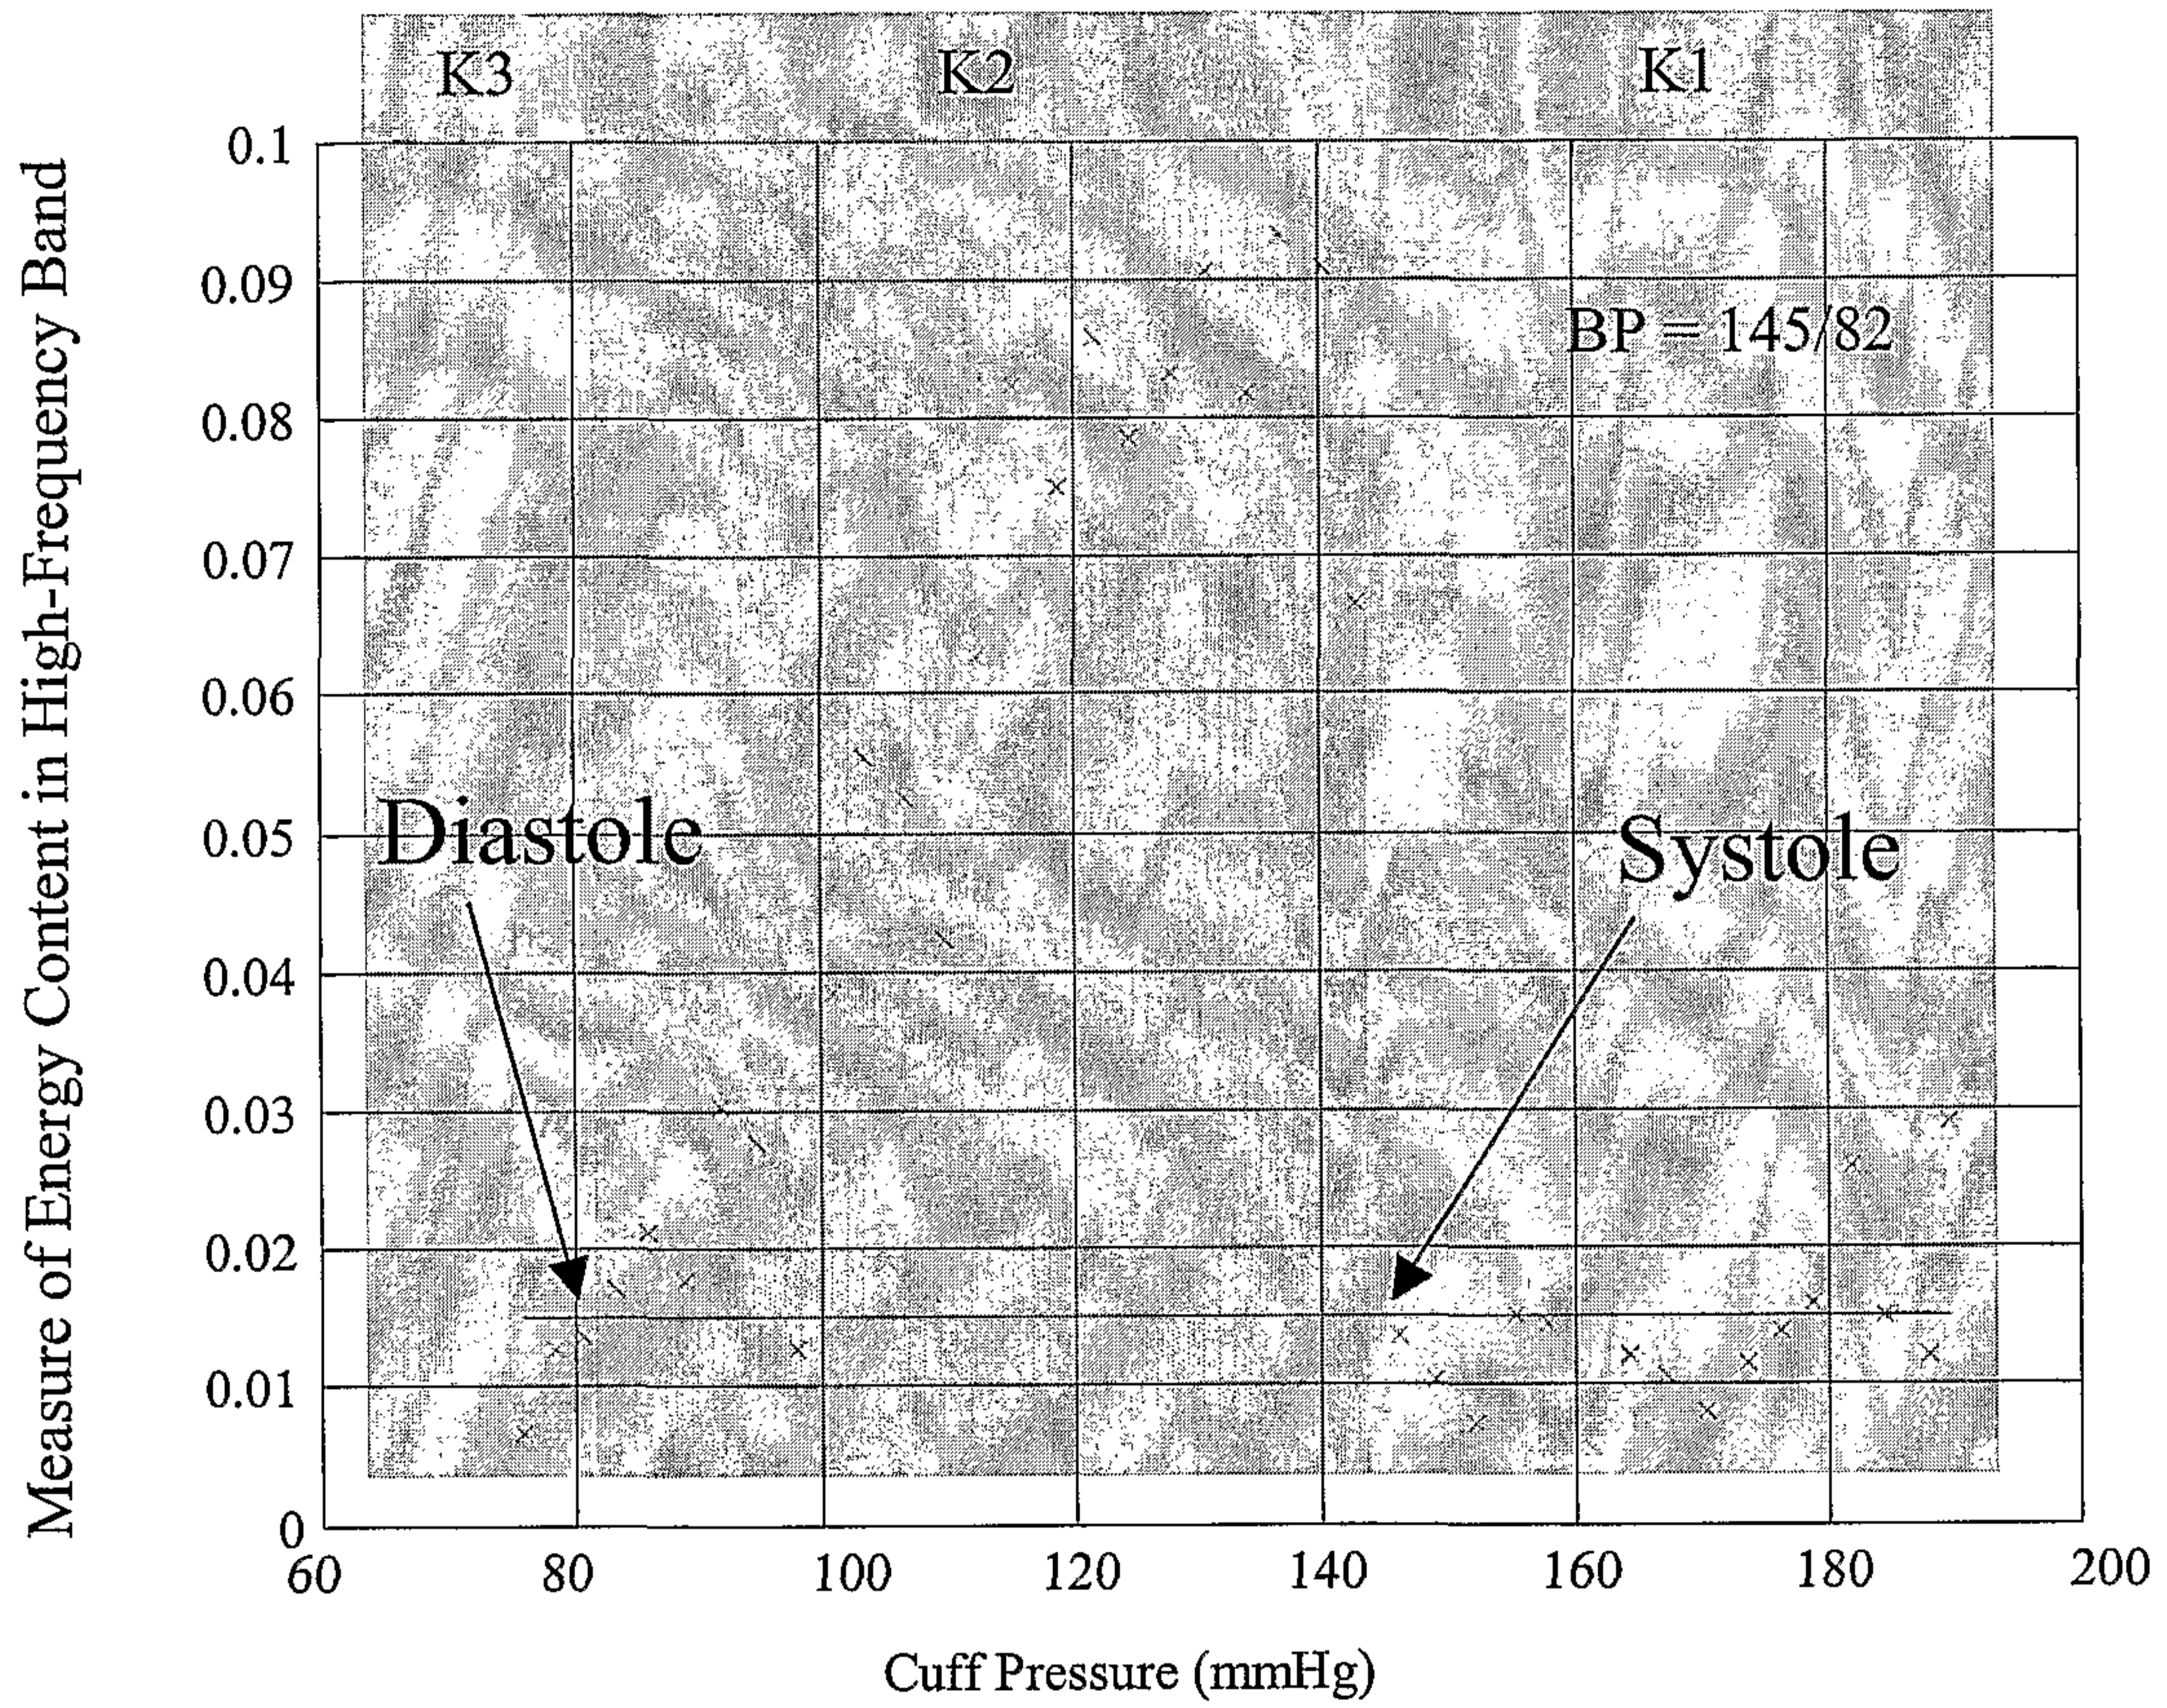 K3 K2 K1
Measure of Energy Content in High-Frequency Band
0.1
0.09
BP = 145/82
0.08
0.07
0.06
0.05
Diastole
Systole
0.04
0.03
0.02
0.01
0
60 80 100 120 140 160 180 200
Cuff Pressure (mmHg)